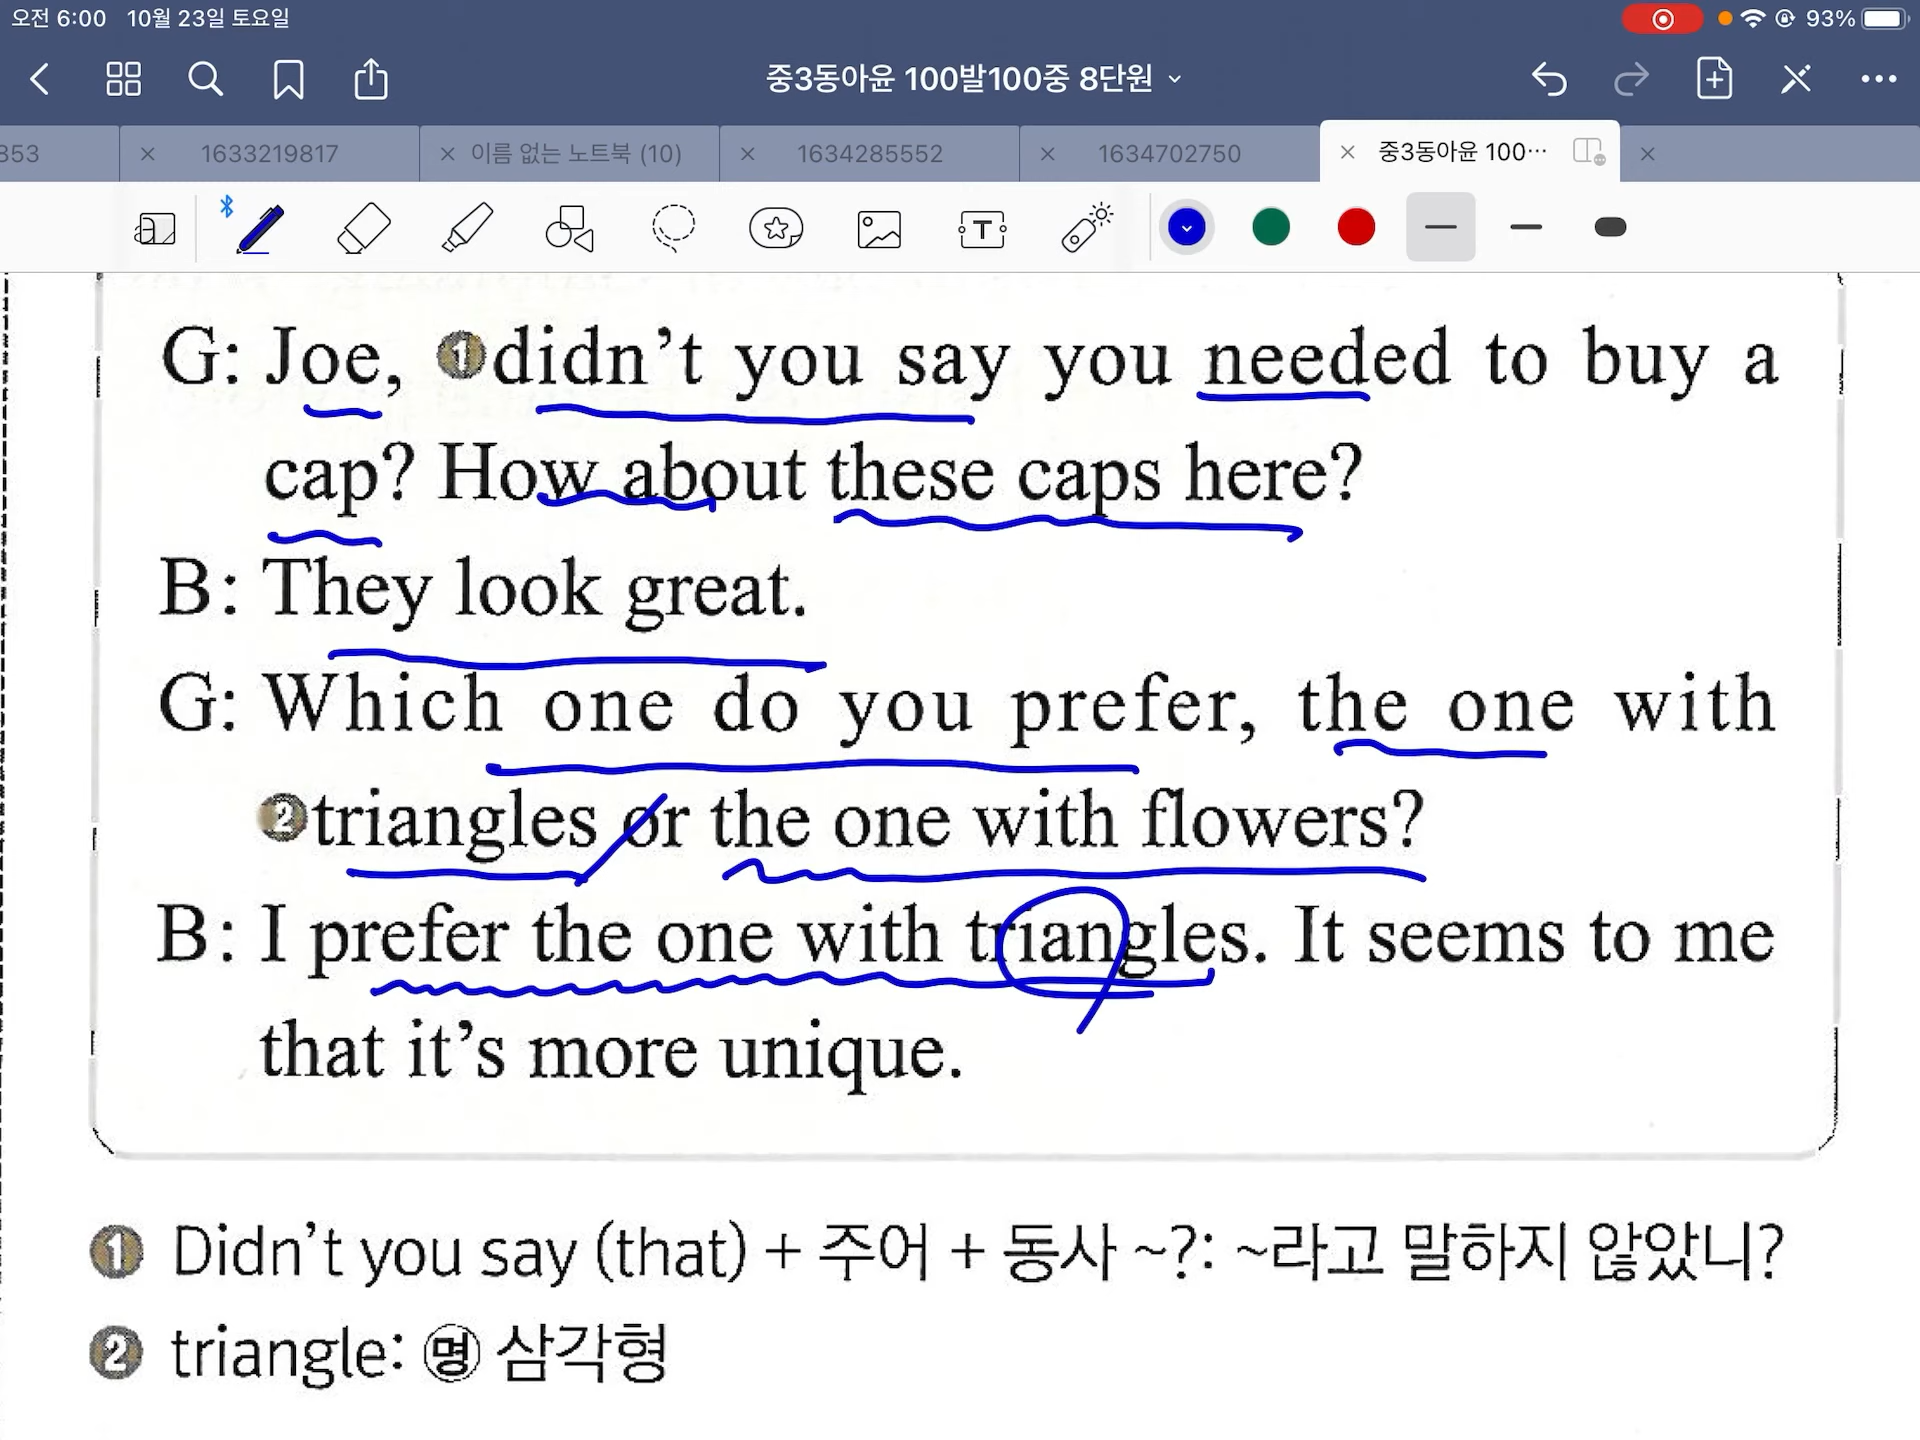 오전 6:00 10월 23일 토요일 93%
중3동아윤 100발100중 8단원
353 1633219817 이름 없는 노트북 (10) 1634285552 1634702750 중3동아윤 100…
G: Joe, ❶didn't you say you needed to buy a
cap? How about these caps here?
B: They look great.
G: Which one do you prefer, the one with
❷triangles or the one with flowers?
B: I prefer the one with triangles. It seems to me
that it's more unique.
❶ Didn't you say (that) + 주어 + 동사 ~?: ~라고 말하지 않았니?
❷ triangle: 명 삼각형